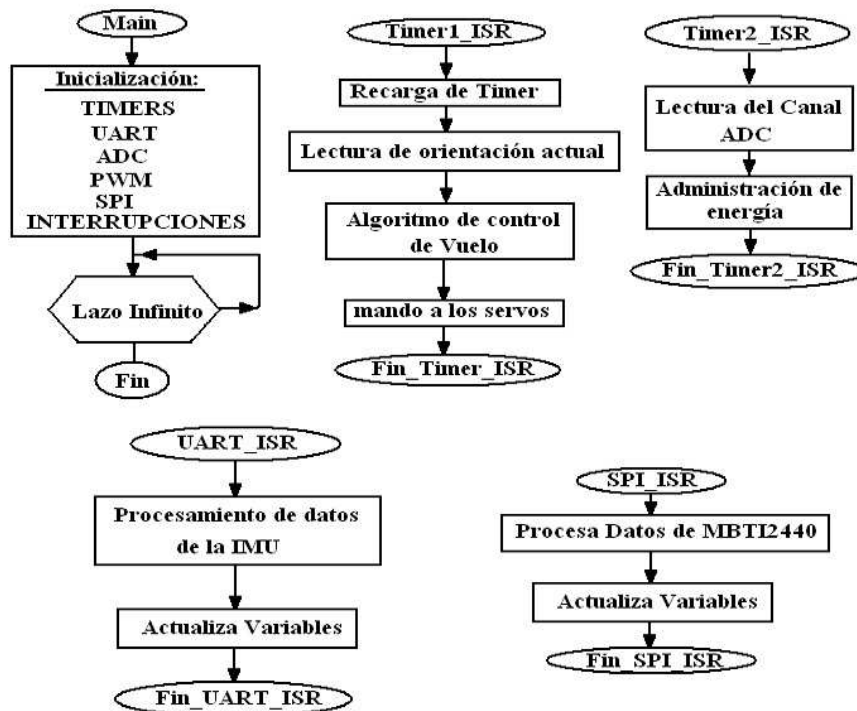 Main
Inicialización:
TIMERS
UART
ADC
PWM
SPI
INTERRUPCIONES
Lazo Infinito
Fin
Timer1_ISR
Recarga de Timer
Lectura de orientación actual
Algoritmo de control
de Vuelo
mando a los servos
Fin_Timer_ISR
Timer2_ISR
Lectura del Canal
ADC
Administración de
energía
Fin_Timer2_ISR
UART_ISR
Procesamiento de datos
de la IMU
Actualiza Variables
Fin_UART_ISR
SPI_ISR
Procesa Datos de MBTI2440
Actualiza Variables
Fin_SPI_ISR